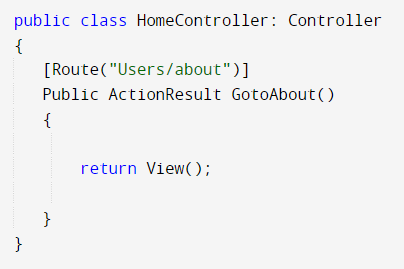 public class HomeController: Controller
{
[Route("Users/about")]
Public ActionResult GotoAbout()
{
return View();
}
}